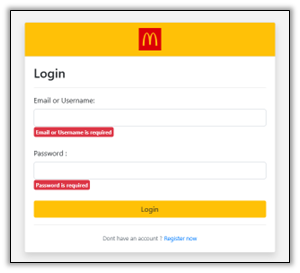 Login
Email or Username:
Email or Username is required
Password :
Password is required
Login
Dont have an account ? Register now